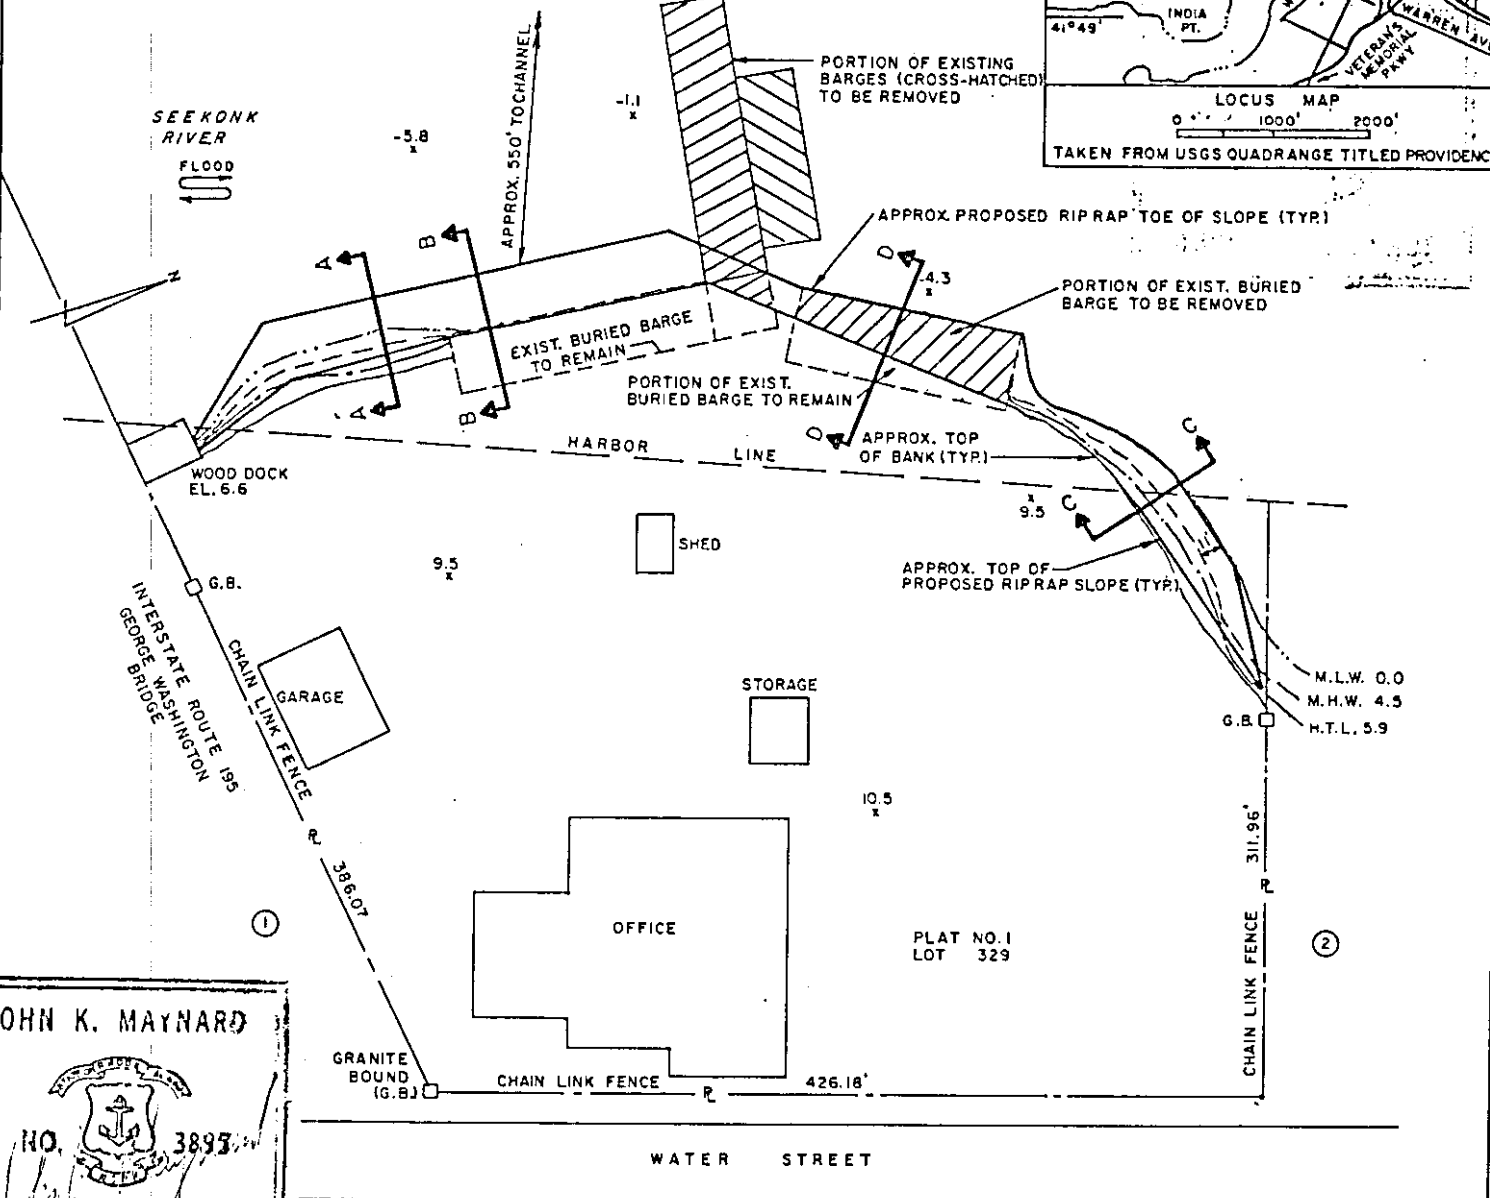 INDIA
PT.
41°49'
WARREN AV
VETERAN'S
MEMORIAL
PKWY
LOCUS MAP
0 1000' 2000'
TAKEN FROM USGS QUADRANGE TITLED PROVIDENC
SEEKONK
RIVER
FLOOD
-5.8
x
-1.1
x
APPROX. 550' TO CHANNEL
PORTION OF EXISTING
BARGES (CROSS-HATCHED)
TO BE REMOVED
APPROX. PROPOSED RIPRAP TOE OF SLOPE (TYP.)
PORTION OF EXIST. BURIED
BARGE TO BE REMOVED
-4.3
x
N
A
A
B
B
D
D
C
C
EXIST. BURIED BARGE
TO REMAIN
PORTION OF EXIST.
BURIED BARGE TO REMAIN
APPROX. TOP
OF BANK (TYP.)
HARBOR LINE
WOOD DOCK
EL. 6.6
x
9.5
SHED
9.5
x
APPROX. TOP OF
PROPOSED RIPRAP SLOPE (TYP.)
G.B.
INTERSTATE ROUTE 195
GEORGE WASHINGTON
BRIDGE
CHAIN LINK FENCE
GARAGE
STORAGE
M.L.W. 0.0
M.H.W. 4.5
H.T.L. 5.9
G.B.
10.5
x
PL
386.07
311.96'
PL
1
OFFICE
PLAT NO. 1
LOT 329
2
CHAIN LINK FENCE
GRANITE
BOUND
(G.B.)
CHAIN LINK FENCE
PL
426.18'
WATER STREET
OHN K. MAYNARD
NO. 3895